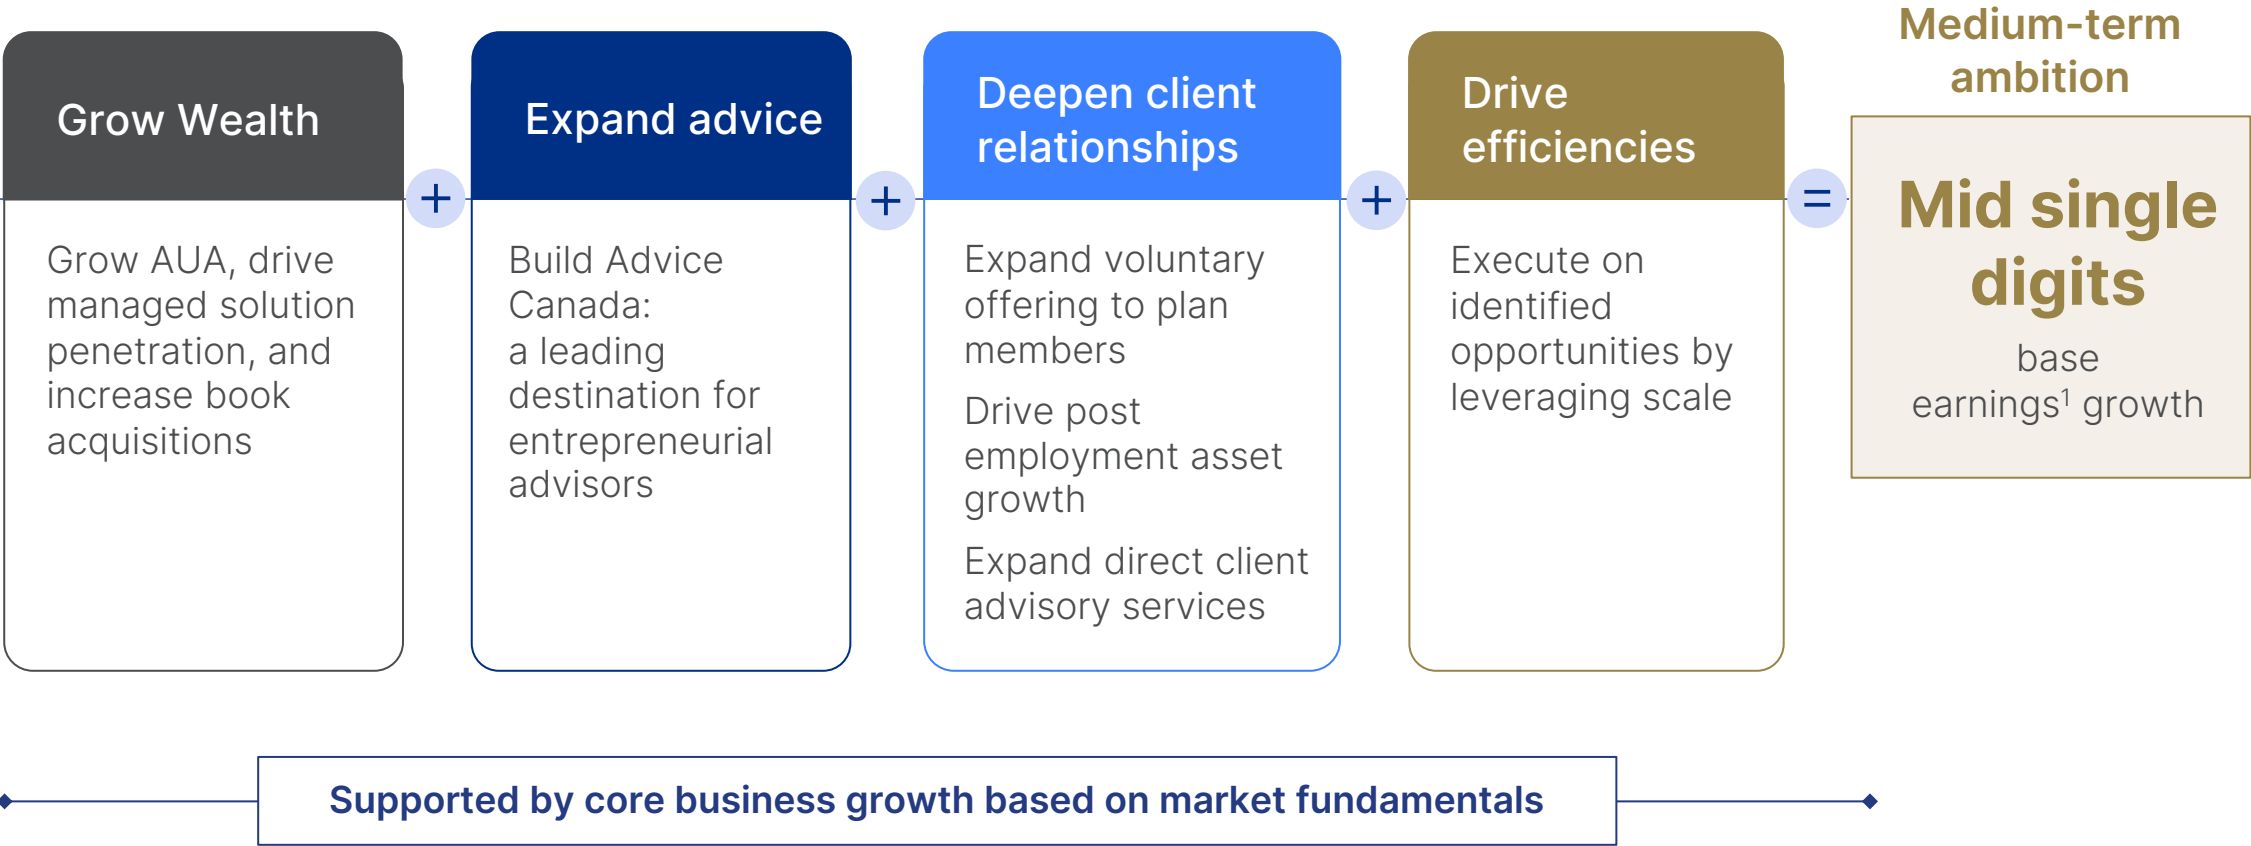 Grow Wealth
Grow AUA, drive
managed solution
penetration, and
increase book
acquisitions
+
Expand advice
Build Advice
Canada:
a leading
destination for
entrepreneurial
advisors
+
Deepen client
relationships
Expand voluntary
offering to plan
members
Drive post
employment asset
growth
Expand direct client
advisory services
+
Drive
efficiencies
Execute on
identified
opportunities by
leveraging scale
=
Medium-term
ambition
Mid single
digits
base
earnings¹ growth
Supported by core business growth based on market fundamentals